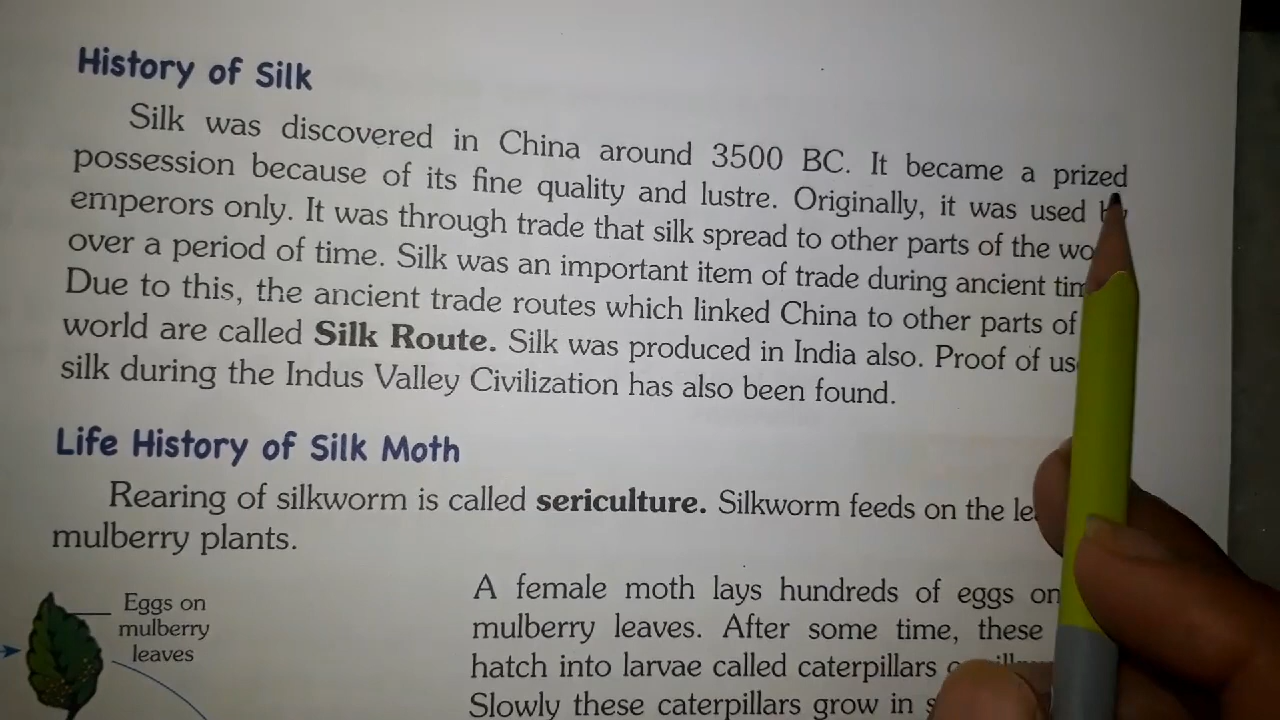 History of Silk
Silk was discovered in China around 3500 BC. It became a prized
possession because of its fine quality and lustre. Originally, it was used
emperors only. It was through trade that silk spread to other parts of the
over a period of time. Silk was an important item of trade during ancient
Due to this, the ancient trade routes which linked China to other parts of
world are called Silk Route. Silk was produced in India also. Proof of
silk during the Indus Valley Civilization has also been found.
Life History of Silk Moth
Rearing of silkworm is called sericulture. Silkworm feeds on the
mulberry plants.
Eggs on
mulberry
leaves
A female moth lays hundreds of eggs on
mulberry leaves. After some time, these
hatch into larvae called caterpillars
Slowly these caterpillars grow in